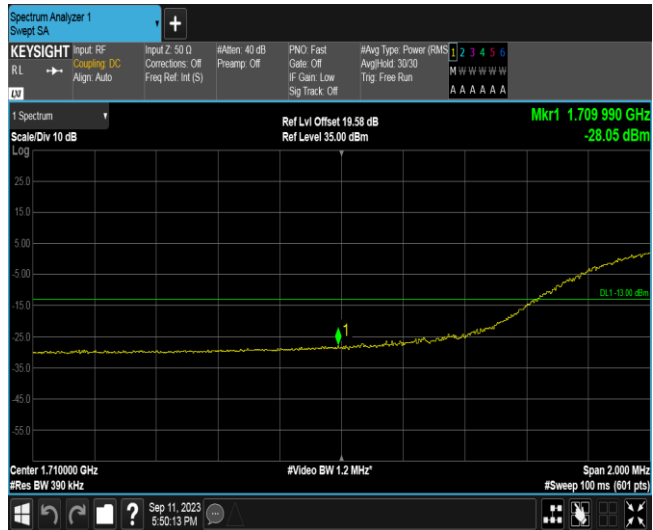 Spectrum Analyzer 1
Swept SA
+
KEYSIGHT
RL
LXI
Input: RF
Coupling: DC
Align: Auto
Input Z: 50 Ω
Corrections: Off
Freq Ref: Int (S)
#Atten: 40 dB
Preamp: Off
PNO: Fast
Gate: Off
IF Gain: Low
Sig Track: Off
#Avg Type: Power (RMS
Avg|Hold: 30/30
Trig: Free Run
1 2 3 4 5 6
M W W W W W
A A A A A A
1 Spectrum
Scale/Div 10 dB
Log
Ref Lvl Offset 19.58 dB
Ref Level 35.00 dBm
Mkr1 1.709 990 GHz
-28.05 dBm
25.0
15.0
5.00
-5.00
DL1 -13.00 dBm
-15.0
1
-25.0
-35.0
-45.0
-55.0
Center 1.710000 GHz
#Res BW 390 kHz
#Video BW 1.2 MHz*
Span 2.000 MHz
#Sweep 100 ms (601 pts)
?
Sep 11, 2023
5:50:13 PM